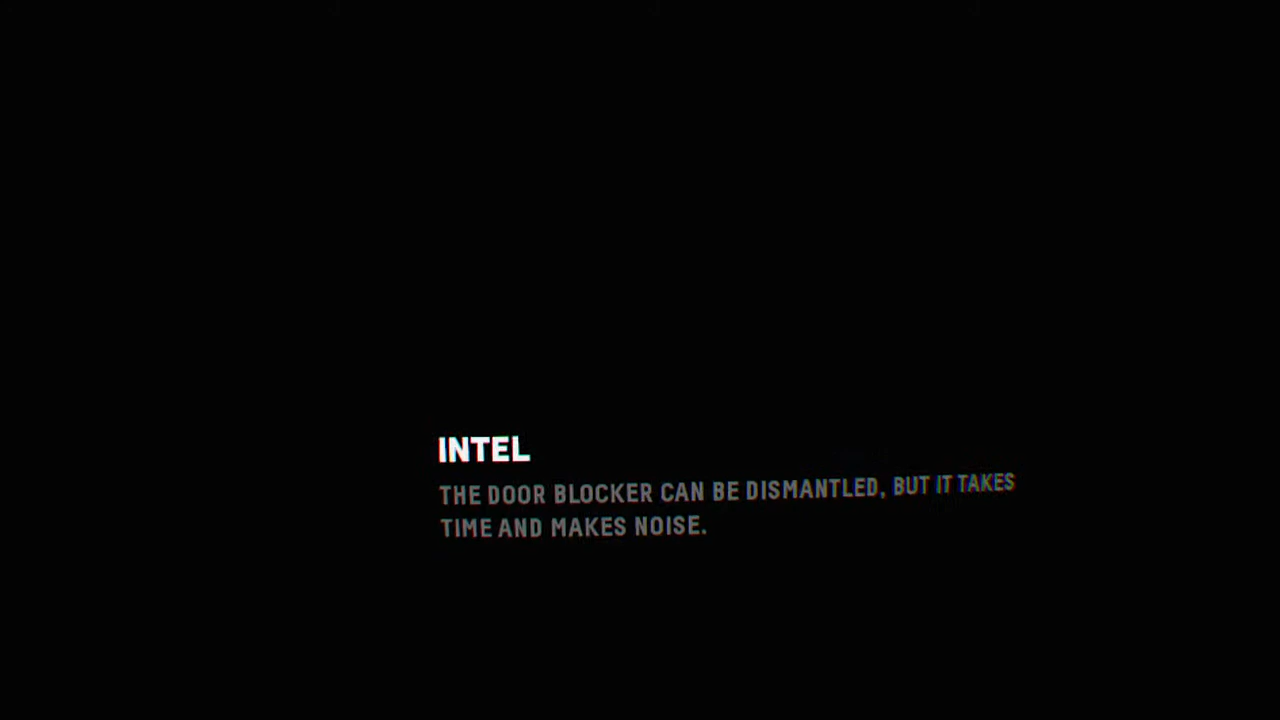 INTEL
THE DOOR BLOCKER CAN BE DISMANTLED, BUT IT TAKES
TIME AND MAKES NOISE.